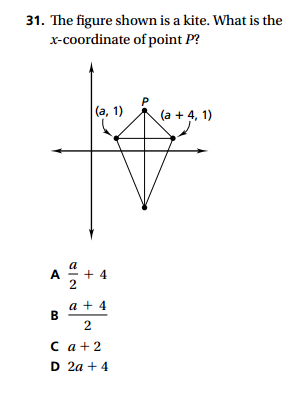 31. The figure shown is a kite. What is the
x-coordinate of point P?
P
(a, 1)
(a + 4, 1)
A a/2 + 4
B (a + 4)/2
C a + 2
D 2a + 4